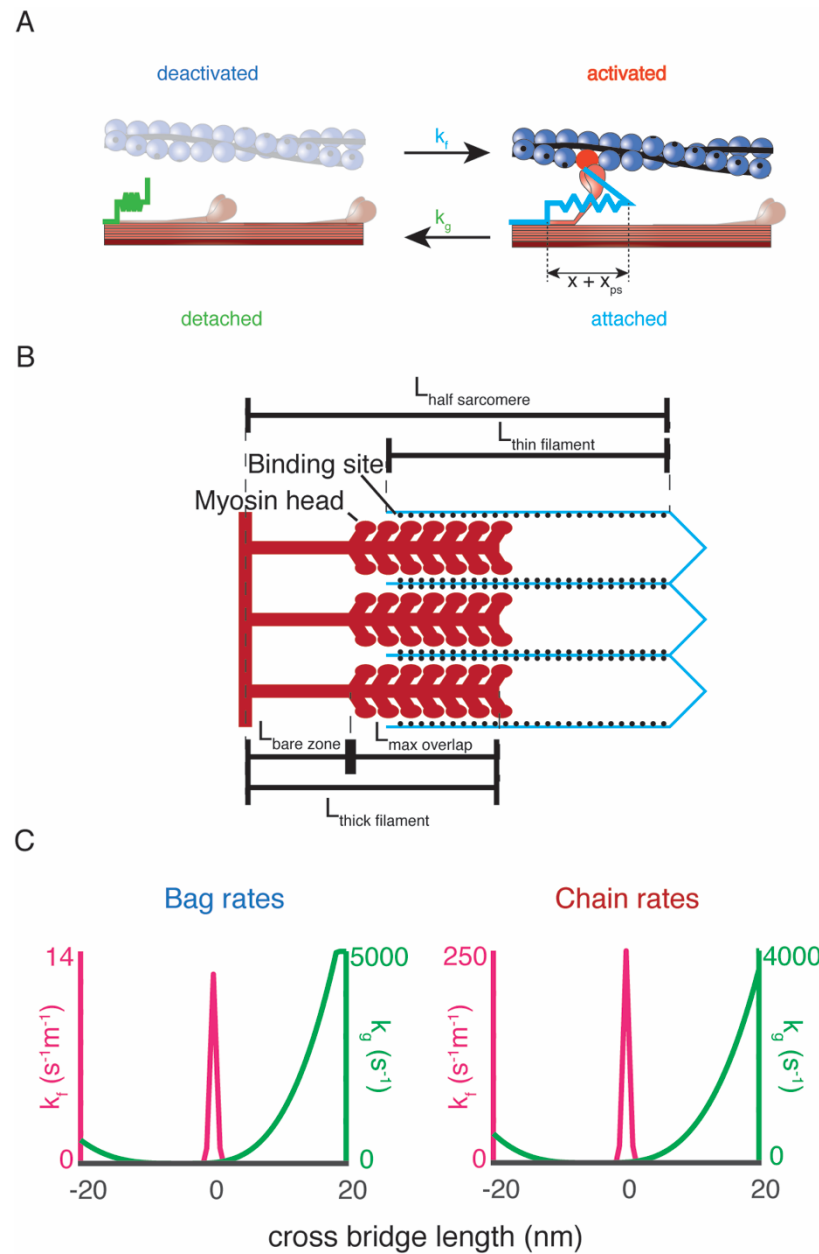 A
deactivated
activated
k_f
k_g
x + x_ps
detached
attached
B
L_half sarcomere
L_thin filament
Binding site
Myosin head
L_bare zone
L_max overlap
L_thick filament
C
Bag rates
Chain rates
14
5000
250
4000
k_f (s⁻¹m⁻¹)
k_g (s⁻¹)
k_f (s⁻¹m⁻¹)
k_g (s⁻¹)
0
0
0
0
-20
0
20
-20
0
20
cross bridge length (nm)